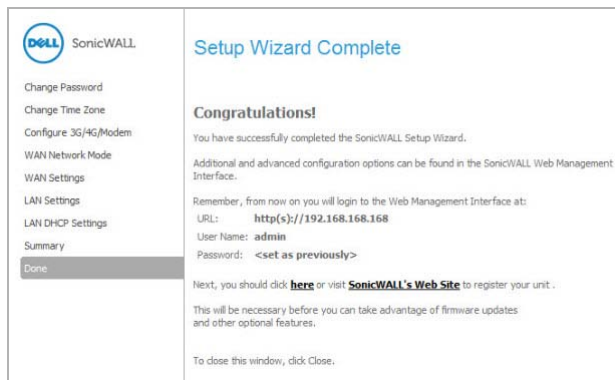 DELL SonicWALL
Change Password
Change Time Zone
Configure 3G/4G/Modem
WAN Network Mode
WAN Settings
LAN Settings
LAN DHCP Settings
Summary
Done
Setup Wizard Complete
Congratulations!
You have successfully completed the SonicWALL Setup Wizard.
Additional and advanced configuration options can be found in the SonicWALL Web Management
Interface.
Remember, from now on you will login to the Web Management Interface at:
URL: http(s)://192.168.168.168
User Name: admin
Password: <set as previously>
Next, you should click here or visit SonicWALL's Web Site to register your unit .
This will be necessary before you can take advantage of firmware updates
and other optional features.
To close this window, click Close.